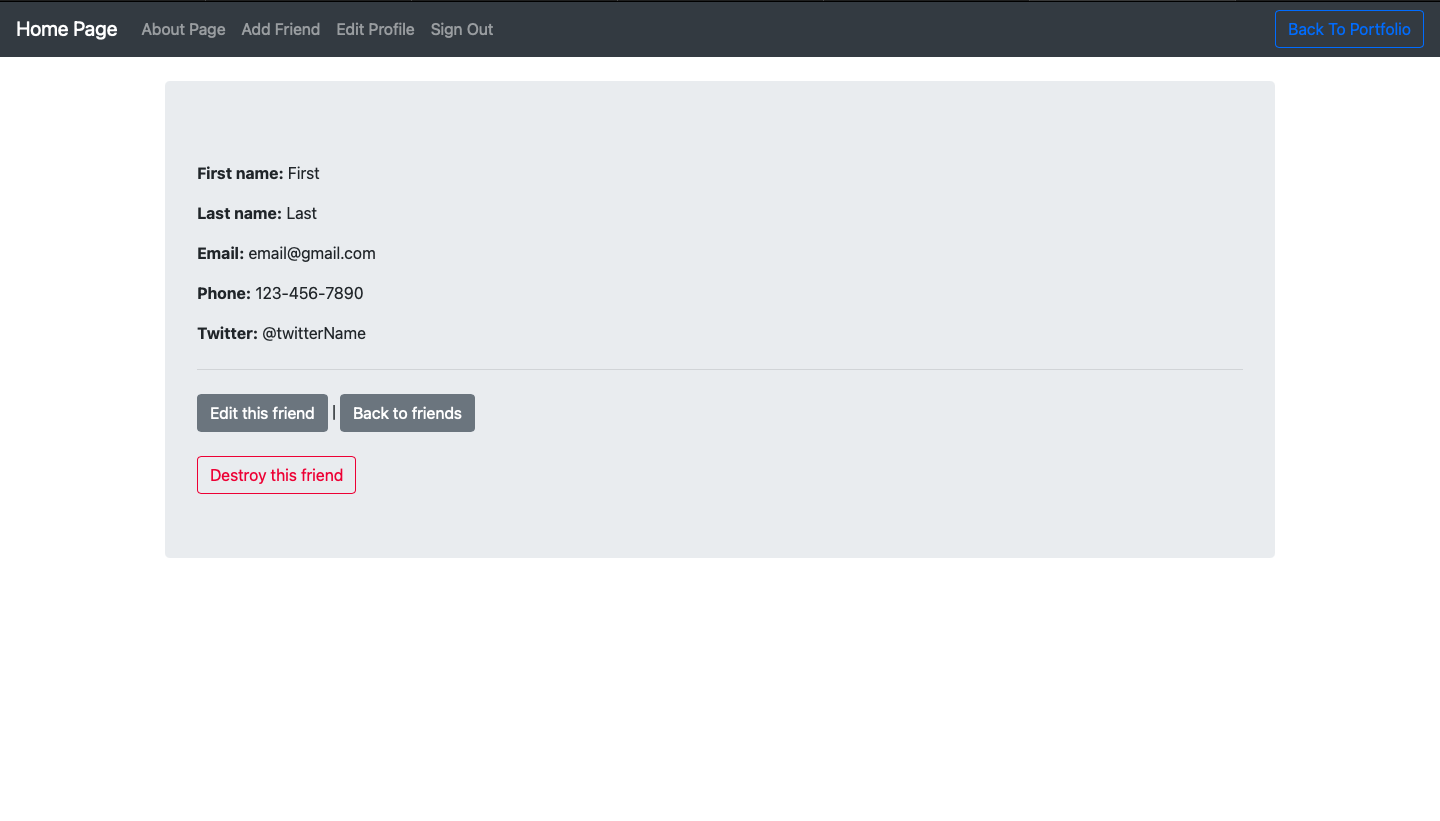 Home Page About Page Add Friend Edit Profile Sign Out Back To Portfolio
First name: First
Last name: Last
Email: email@gmail.com
Phone: 123-456-7890
Twitter: @twitterName
Edit this friend | Back to friends
Destroy this friend